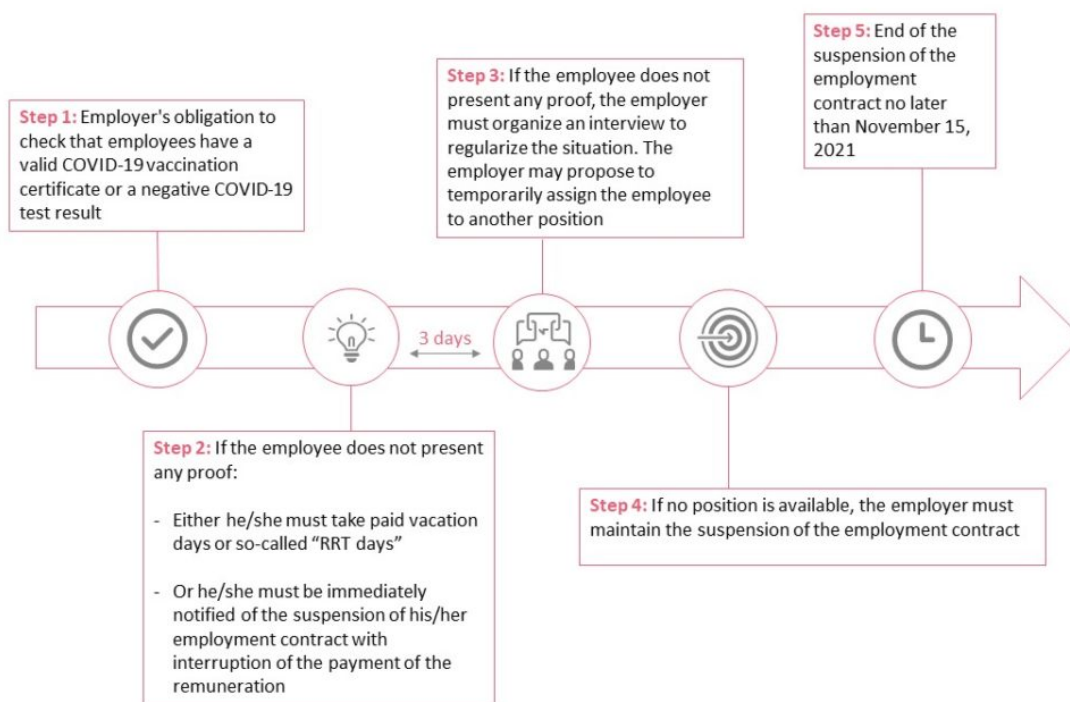 Step 1: Employer's obligation to
check that employees have a
valid COVID-19 vaccination
certificate or a negative COVID-19
test result
Step 2: If the employee does not present
any proof:
- Either he/she must take paid vacation
days or so-called “RRT days”
- Or he/she must be immediately
notified of the suspension of his/her
employment contract with
interruption of the payment of the
remuneration
3 days
Step 3: If the employee does not
present any proof, the employer
must organize an interview to
regularize the situation. The
employer may propose to
temporarily assign the employee
to another position
Step 4: If no position is available, the employer must
maintain the suspension of the employment contract
Step 5: End of the
suspension of the
employment
contract no later
than November 15,
2021